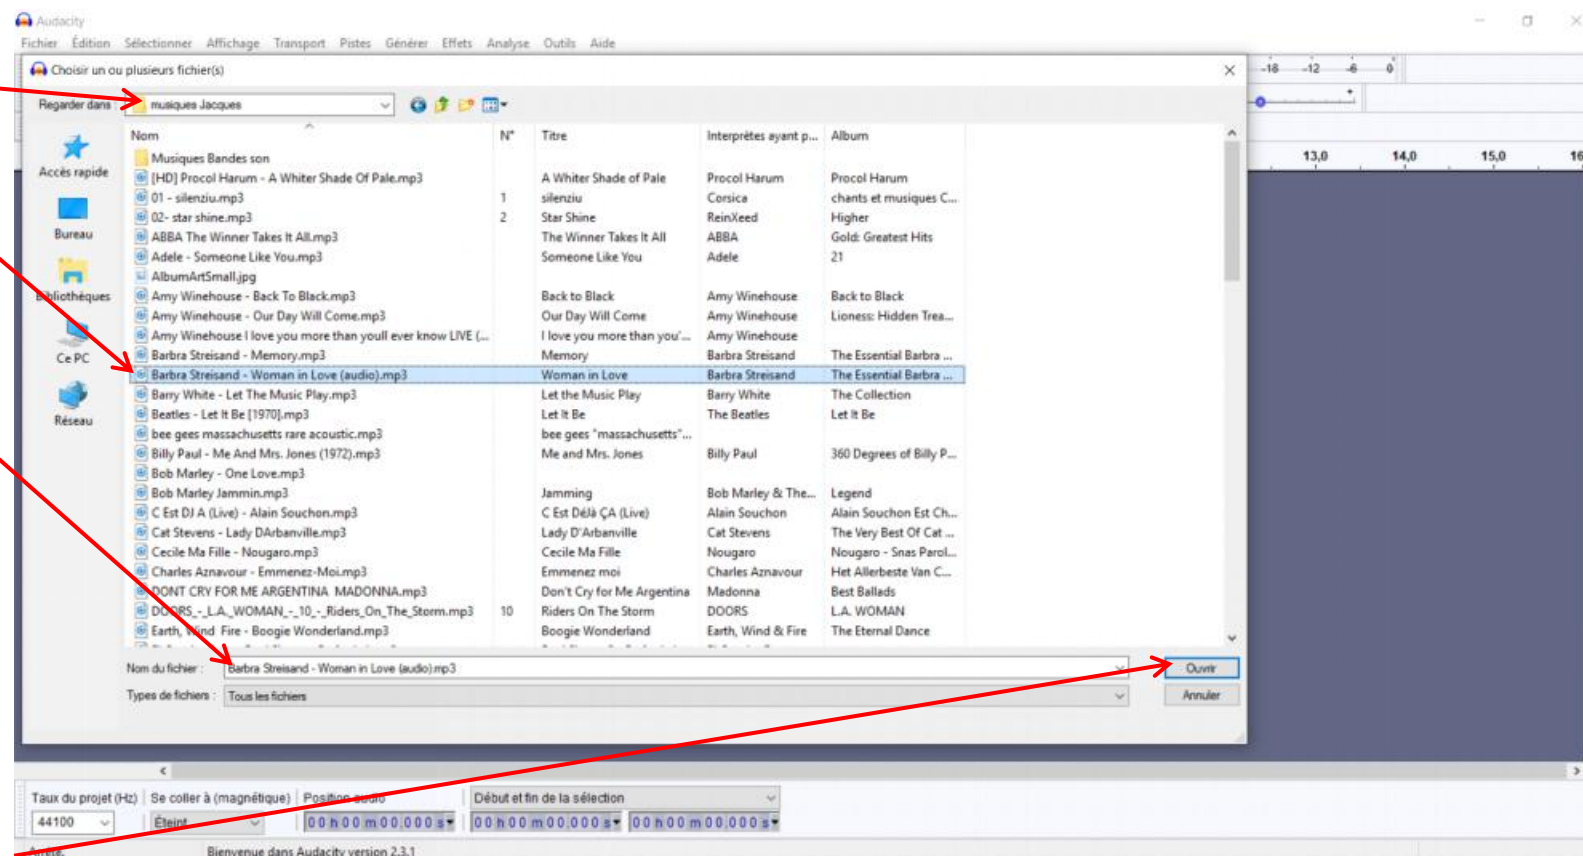 Audacity
Fichier Édition Sélectionner Affichage Transport Pistes Générer Effets Analyse Outils Aide
Choisir un ou plusieurs fichier(s)
-18 -12 -6 0
Regarder dans musiques Jacques
Nom N° Titre Interprètes ayant p... Album
13,0 14,0 15,0 16
Musiques Bandes son
[HD] Procol Harum - A Whiter Shade Of Pale.mp3 A Whiter Shade of Pale Procol Harum Procol Harum
01 - silenziu.mp3 1 silenziu Corsica chants et musiques C...
02- star shine.mp3 2 Star Shine ReinXeed Higher
ABBA The Winner Takes It All.mp3 The Winner Takes It All ABBA Gold: Greatest Hits
Adele - Someone Like You.mp3 Someone Like You Adele 21
AlbumArtSmall.jpg
Amy Winehouse - Back To Black.mp3 Back to Black Amy Winehouse Back to Black
Amy Winehouse - Our Day Will Come.mp3 Our Day Will Come Amy Winehouse Lioness: Hidden Trea...
Amy Winehouse I love you more than youll ever know LIVE (... I love you more than you'... Amy Winehouse
Barbra Streisand - Memory.mp3 Memory Barbra Streisand The Essential Barbra ...
Barbra Streisand - Woman in Love (audio).mp3 Woman in Love Barbra Streisand The Essential Barbra ...
Barry White - Let The Music Play.mp3 Let the Music Play Barry White The Collection
Beatles - Let It Be [1970].mp3 Let It Be The Beatles Let It Be
bee gees massachusetts rare acoustic.mp3 bee gees "massachusetts"...
Billy Paul - Me And Mrs. Jones (1972).mp3 Me and Mrs. Jones Billy Paul 360 Degrees of Billy P...
Bob Marley - One Love.mp3
Bob Marley Jammin.mp3 Jamming Bob Marley & The... Legend
C Est DJ A (Live) - Alain Souchon.mp3 C Est Déjà ÇA (Live) Alain Souchon Alain Souchon Est Ch...
Cat Stevens - Lady DArbanville.mp3 Lady D'Arbanville Cat Stevens The Very Best Of Cat ...
Cecile Ma Fille - Nougaro.mp3 Cecile Ma Fille Nougaro Nougaro - Snas Parol...
Charles Aznavour - Emmenez-Moi.mp3 Emmenez moi Charles Aznavour Het Allerbeste Van C...
DONT CRY FOR ME ARGENTINA MADONNA.mp3 Don't Cry for Me Argentina Madonna Best Ballads
DOORS_-_L.A._WOMAN_-_10_-_Riders_On_The_Storm.mp3 10 Riders On The Storm DOORS L.A. WOMAN
Earth, Wind Fire - Boogie Wonderland.mp3 Boogie Wonderland Earth, Wind & Fire The Eternal Dance
Accès rapide
Bureau
Bibliothèques
Ce PC
Réseau
Nom du fichier : Barbra Streisand - Woman in Love (audio).mp3 Ouvrir
Types de fichiers : Tous les fichiers Annuler
Taux du projet (Hz) Se coller à (magnétique) Position audio Début et fin de la sélection
44100 Éteint 00 h 00 m 00,000 s 00 h 00 m 00,000 s 00 h 00 m 00,000 s
Arrêté. Bienvenue dans Audacity version 2.3.1